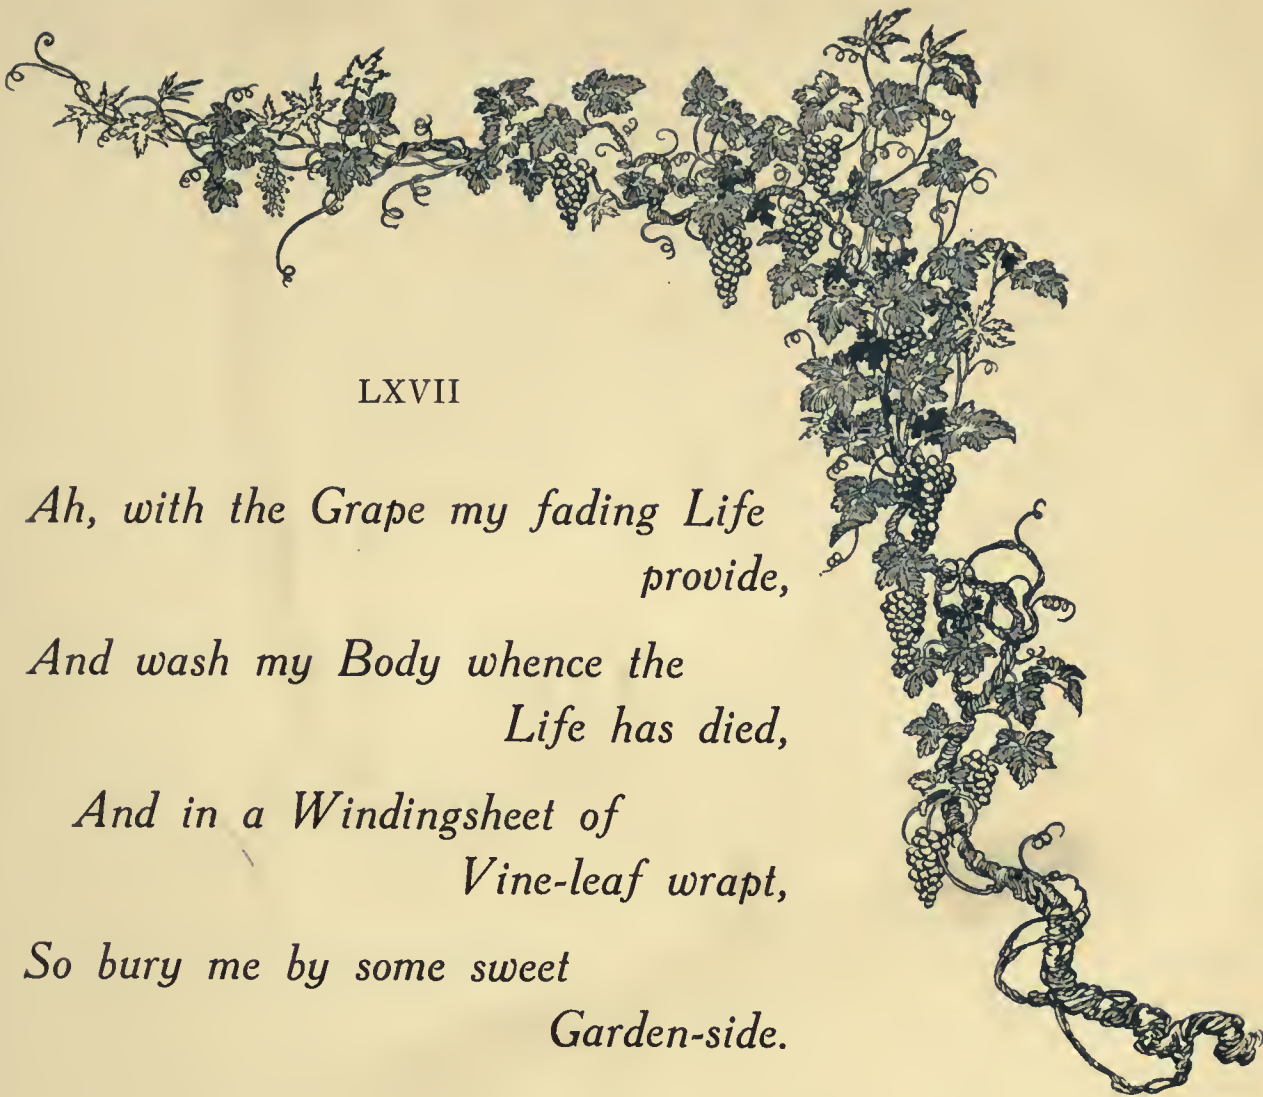 LXVII
Ah, with the Grape my fading Life
provide,
And wash my Body whence the
Life has died,
And in a Windingsheet of
Vine-leaf wrapt,
So bury me by some sweet
Garden-side.